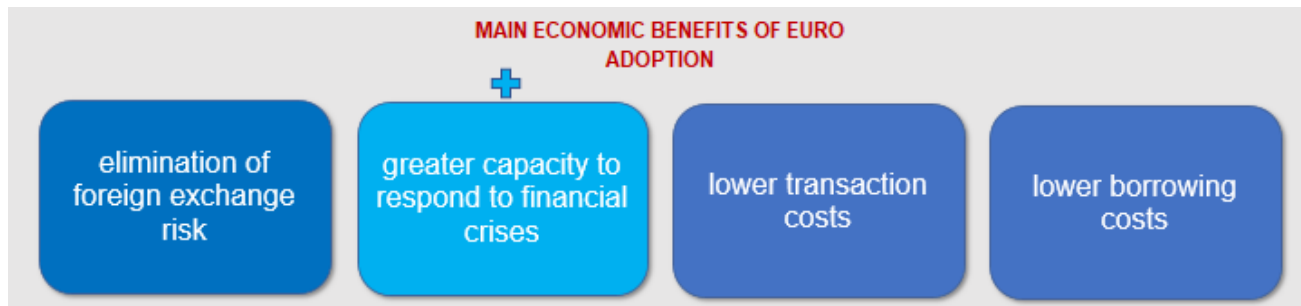 MAIN ECONOMIC BENEFITS OF EURO
ADOPTION
elimination of
foreign exchange
risk
greater capacity to
respond to financial
crises
lower transaction
costs
lower borrowing
costs